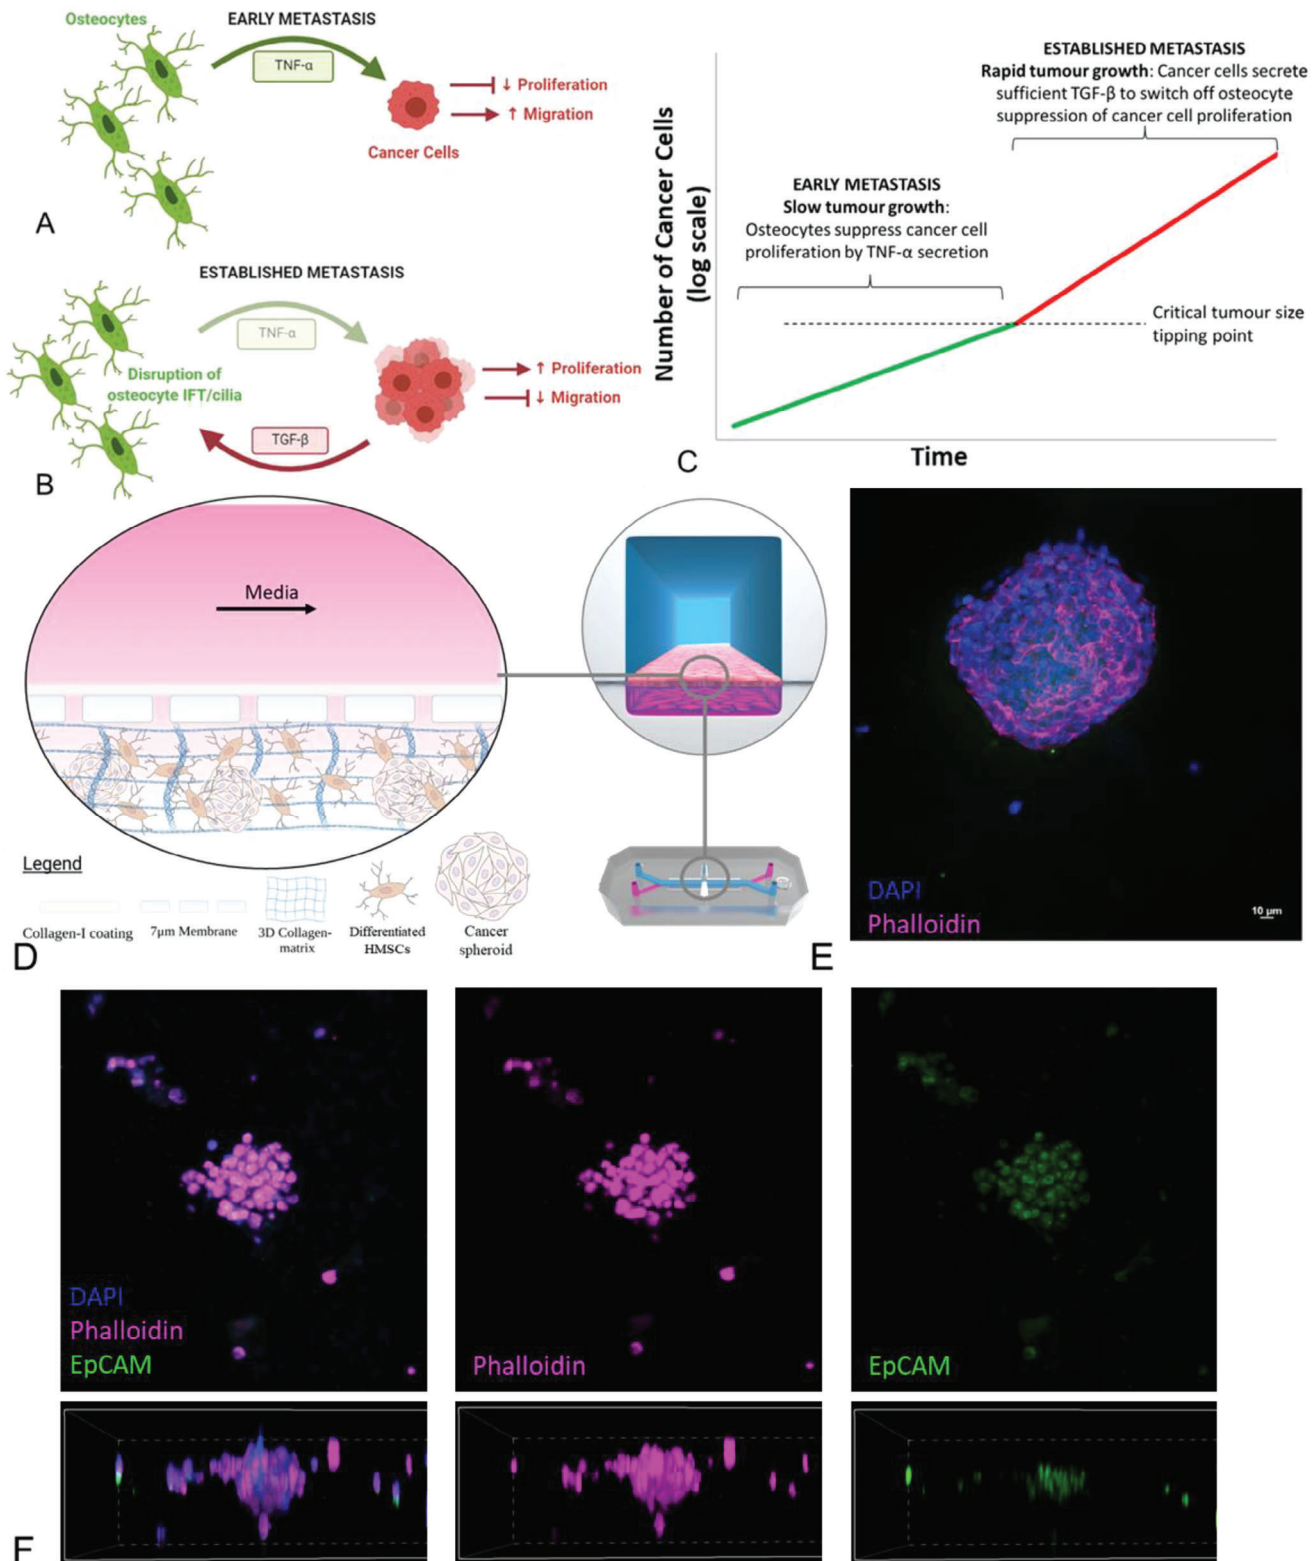 Osteocytes
EARLY METASTASIS
TNF-α
↓ Proliferation
↑ Migration
Cancer Cells
A
ESTABLISHED METASTASIS
TNF-α
Disruption of
osteocyte IFT/cilia
↑ Proliferation
↓ Migration
TGF-β
B
Number of Cancer Cells
(log scale)
ESTABLISHED METASTASIS
Rapid tumour growth: Cancer cells secrete
sufficient TGF-β to switch off osteocyte
suppression of cancer cell proliferation
EARLY METASTASIS
Slow tumour growth:
Osteocytes suppress cancer cell
proliferation by TNF-α secretion
Critical tumour size
tipping point
Time
C
Media
Legend
Collagen-I coating
7µm Membrane
3D Collagen-
matrix
Differentiated
HMSCs
Cancer
spheroid
D
DAPI
Phalloidin
10 µm
E
DAPI
Phalloidin
EpCAM
Phalloidin
EpCAM
F